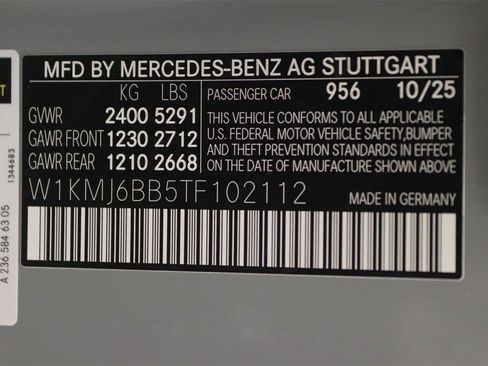 MFD BY MERCEDES-BENZ AG STUTTGART
KG LBS
GVWR 2400 5291
GAWR FRONT 1230 2712
GAWR REAR 1210 2668
PASSENGER CAR 956 10/25
THIS VEHICLE CONFORMS TO ALL APPLICABLE
U.S. FEDERAL MOTOR VEHICLE SAFETY,BUMPER
AND THEFT PREVENTION STANDARDS IN EFFECT
ON THE DATE OF MANUFACTURE SHOWN ABOVE
W1KMJ6BB5TF102112
MADE IN GERMANY
A 236 584 63 05
1344683